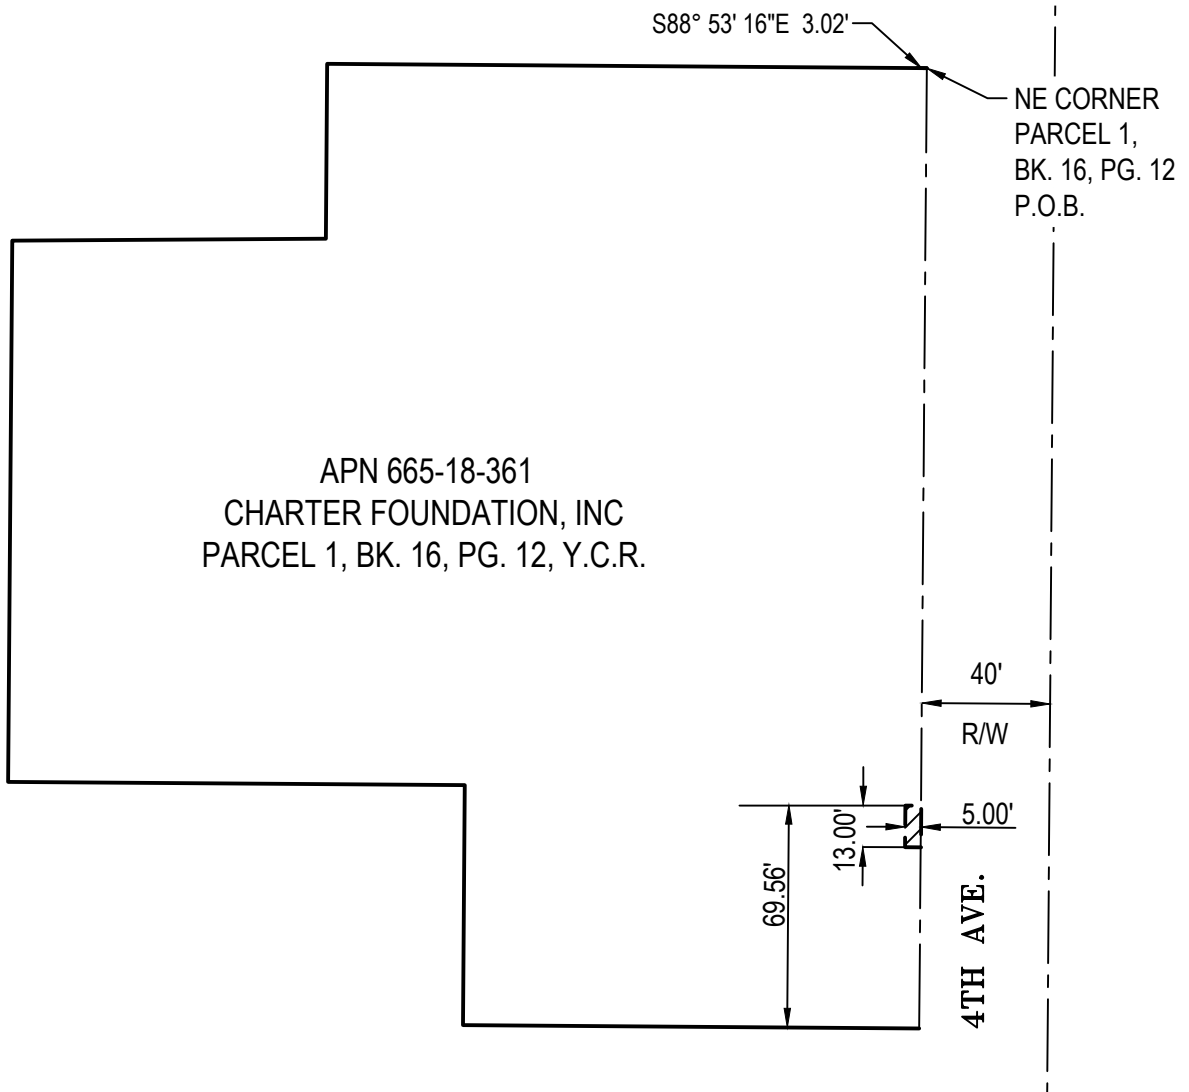 S88° 53' 16"E 3.02'
NE CORNER
PARCEL 1,
BK. 16, PG. 12
P.O.B.
APN 665-18-361
CHARTER FOUNDATION, INC
PARCEL 1, BK. 16, PG. 12, Y.C.R.
40'
R/W
5.00'
13.00'
69.56'
4TH AVE.